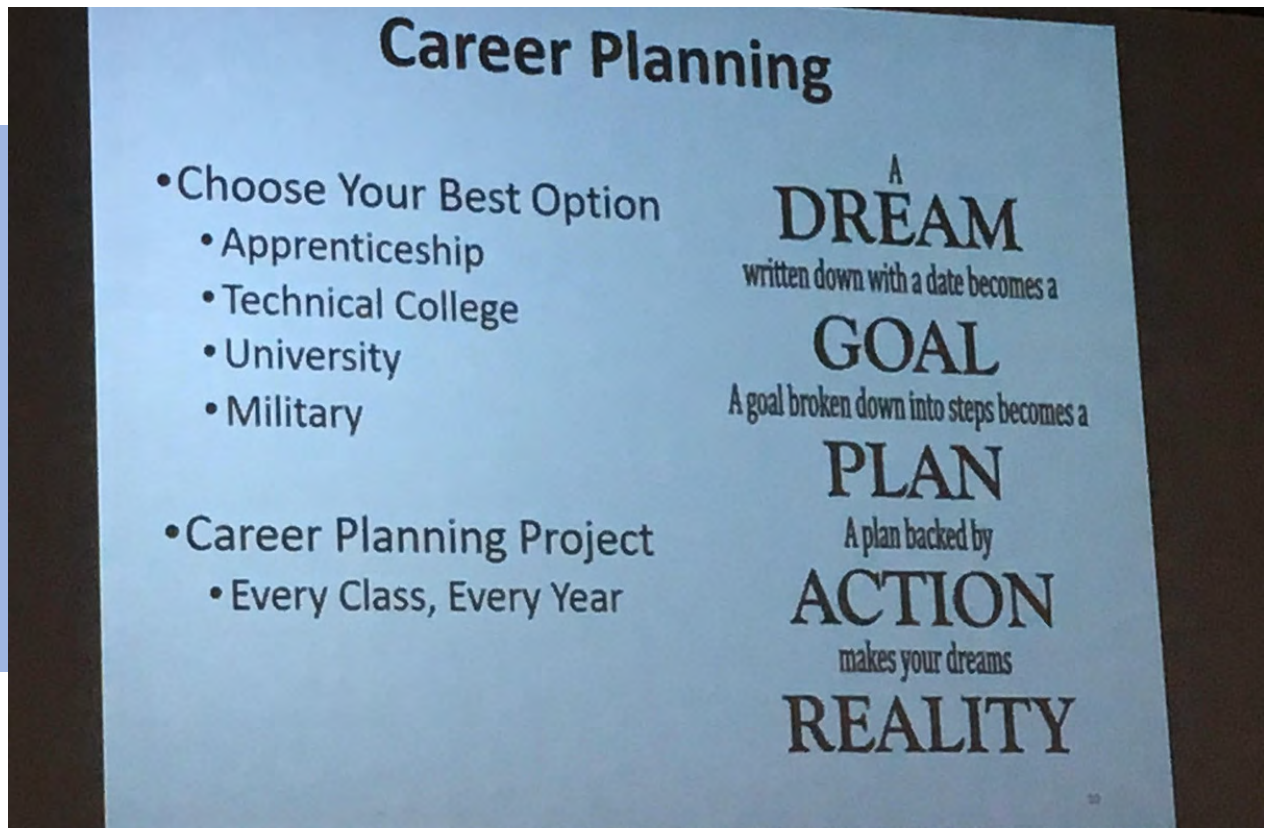 Career Planning
•Choose Your Best Option
•Apprenticeship
•Technical College
•University
•Military
•Career Planning Project
•Every Class, Every Year
A
DREAM
written down with a date becomes a
GOAL
A goal broken down into steps becomes a
PLAN
A plan backed by
ACTION
makes your dreams
REALITY